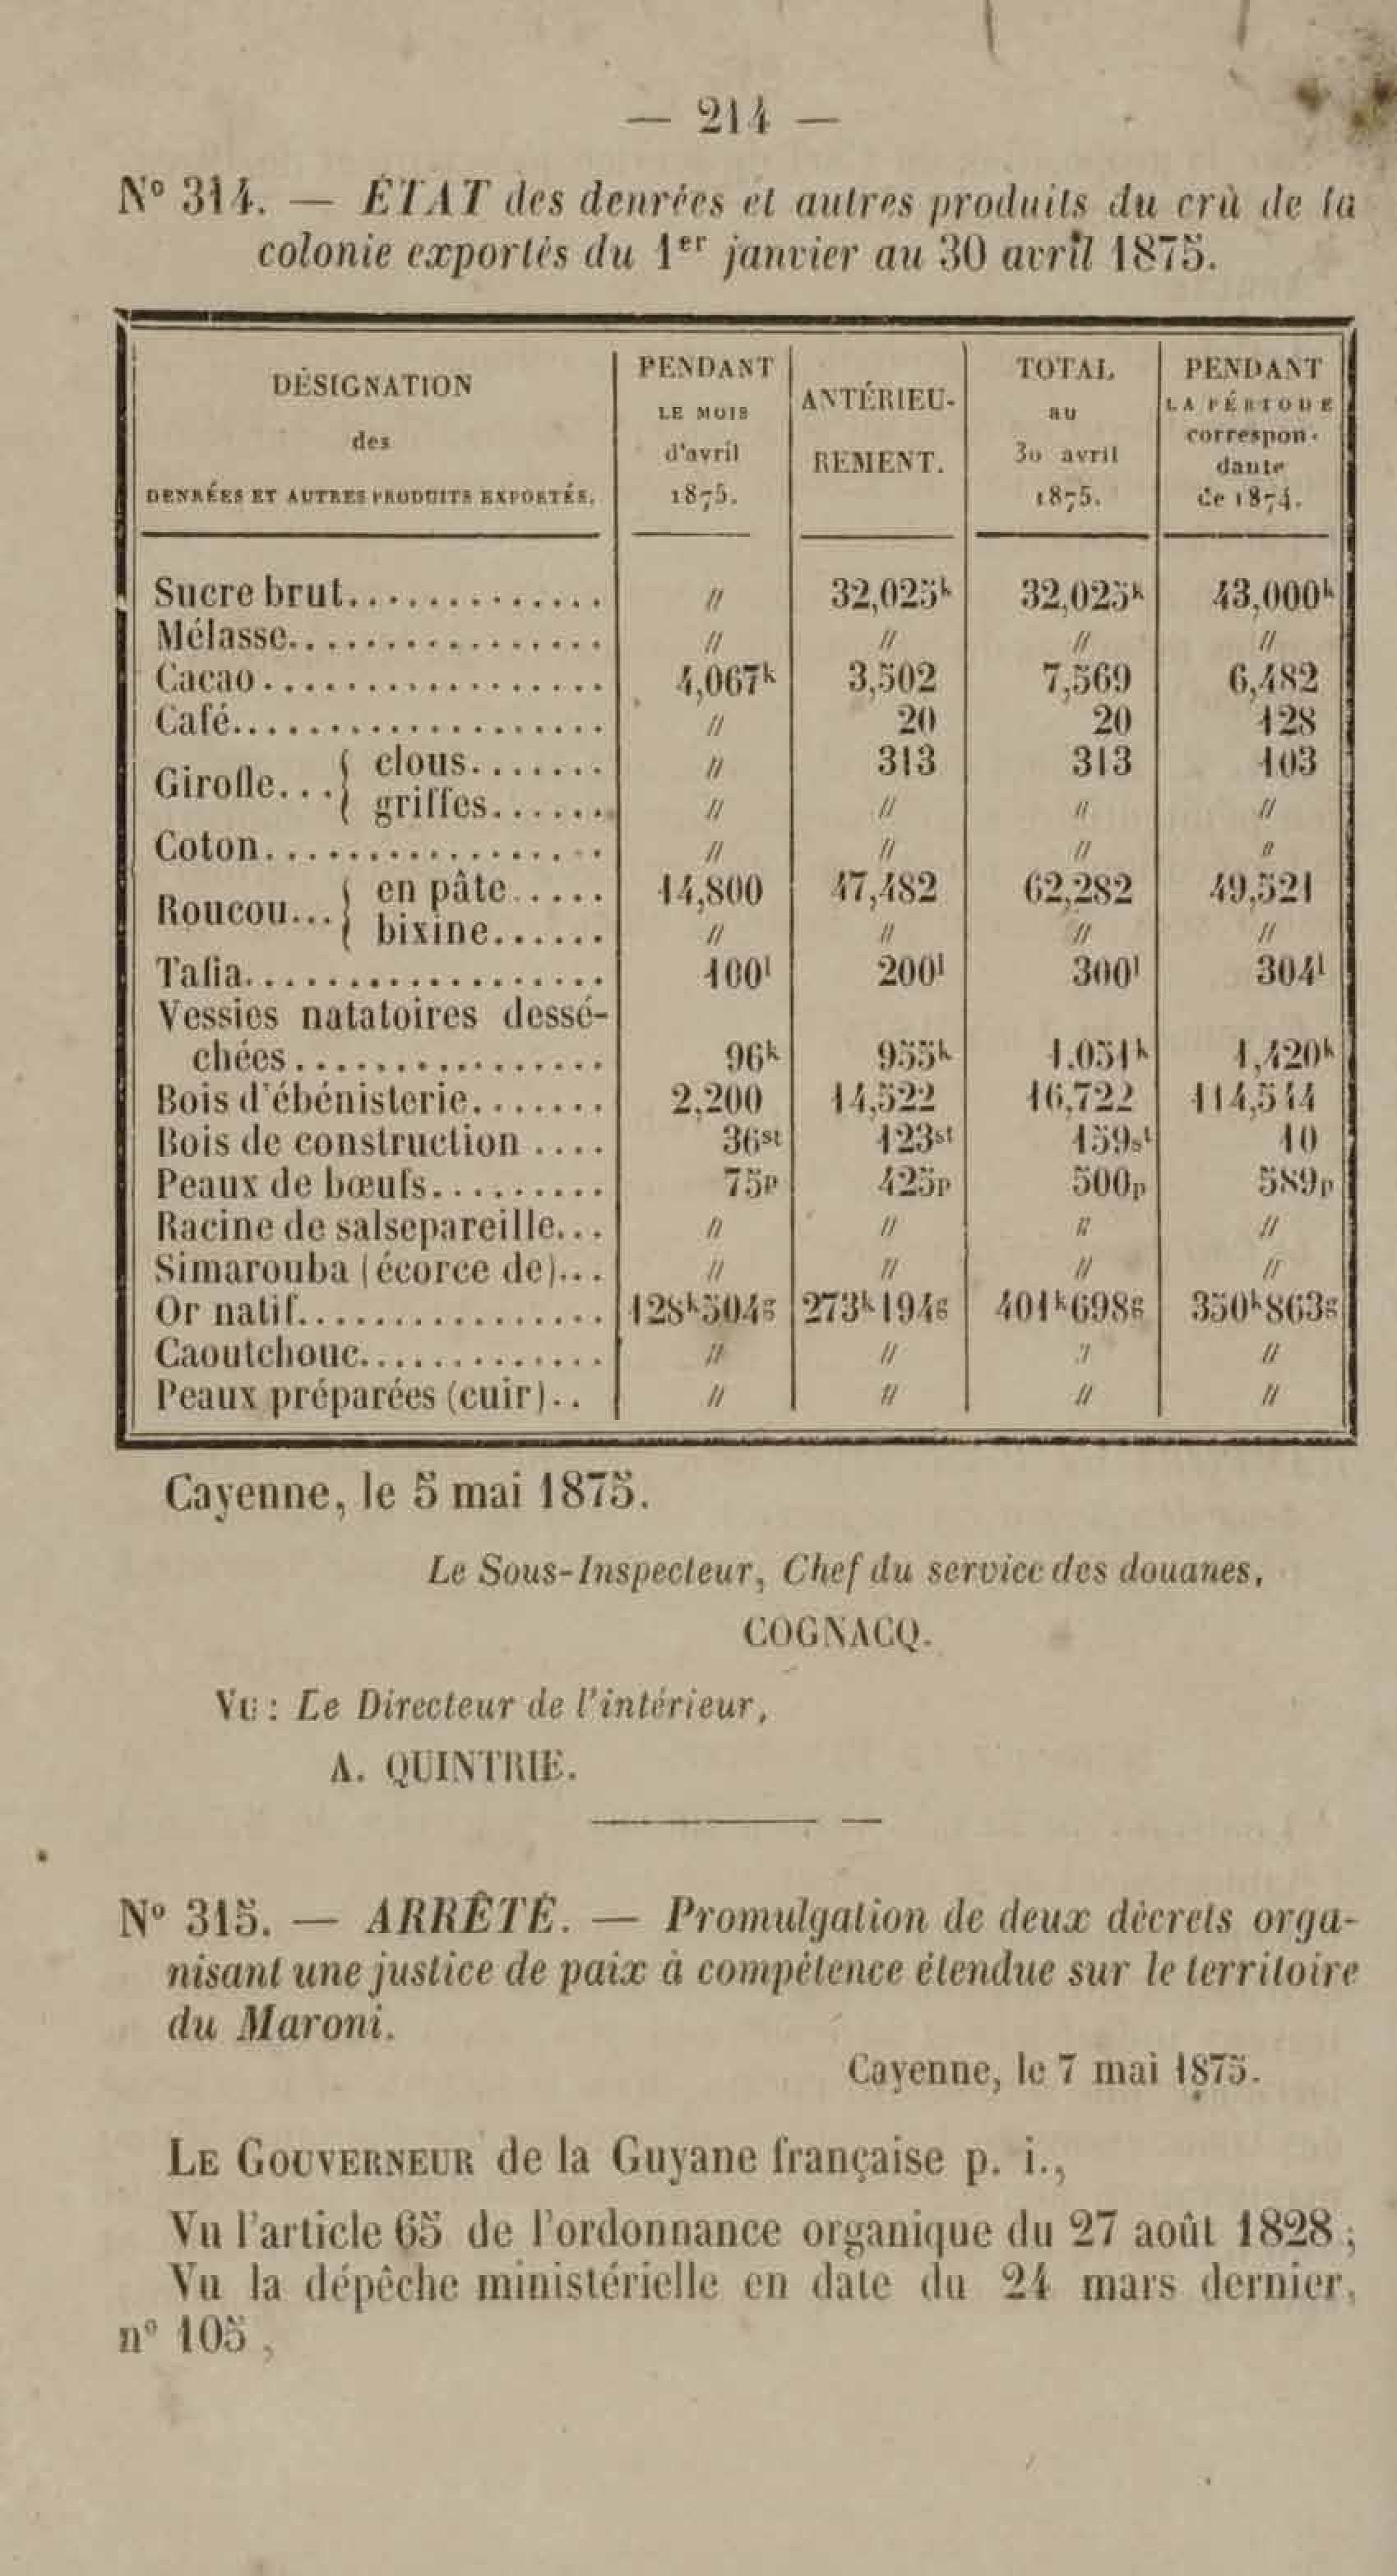 — 214 —
N° 314. — ÉTAT des denrées et autres produits du crû de la
colonie exportés du 1er janvier au 30 avril 1875.
DÉSIGNATION des DENRÉES ET AUTRES PRODUITS EXPORTÉS. | PENDANT LE MOIS d'avril 1875. | ANTÉRIEU-REMENT. | TOTAL au 30 avril 1875. | PENDANT LA PÉRIODE correspon-dante de 1874.
Sucre brut.............. // 32,025k 32,025k 43,000k
Mélasse................ // // // //
Cacao................. 4,067k 3,502 7,569 6,482
Café................... // 20 20 128
Girofle... { clous....... // 313 313 103
griffes...... // // // //
Coton................. // // // //
Roucou... { en pâte..... 14,800 47,482 62,282 49,521
bixine...... // // // //
Tafia.................. 100l 200l 300l 304l
Vessies natatoires dessé-
chées................ 96k 955k 1.051k 1,420k
Bois d'ébénisterie....... 2,200 14,522 16,722 114,544
Bois de construction .... 36st 123st 159st 10
Peaux de bœufs......... 75p 425p 500p 589p
Racine de salsepareille... // // // //
Simarouba (écorce de)... // // // //
Or natif................ 128k504g 273k194g 401k698g 350k863g
Caoutchouc............. // // // //
Peaux préparées (cuir).. // // // //
Cayenne, le 5 mai 1875.
Le Sous-Inspecteur, Chef du service des douanes,
COGNACQ.
VU : Le Directeur de l'intérieur,
A. QUINTRIE.
N° 315. — ARRÊTÉ. — Promulgation de deux décrets orga-
nisant une justice de paix à compétence étendue sur le territoire
du Maroni.
Cayenne, le 7 mai 1875.
LE GOUVERNEUR de la Guyane française p. i.,
Vu l'article 65 de l'ordonnance organique du 27 août 1828 ;
Vu la dépêche ministérielle en date du 24 mars dernier,
n° 105 ,